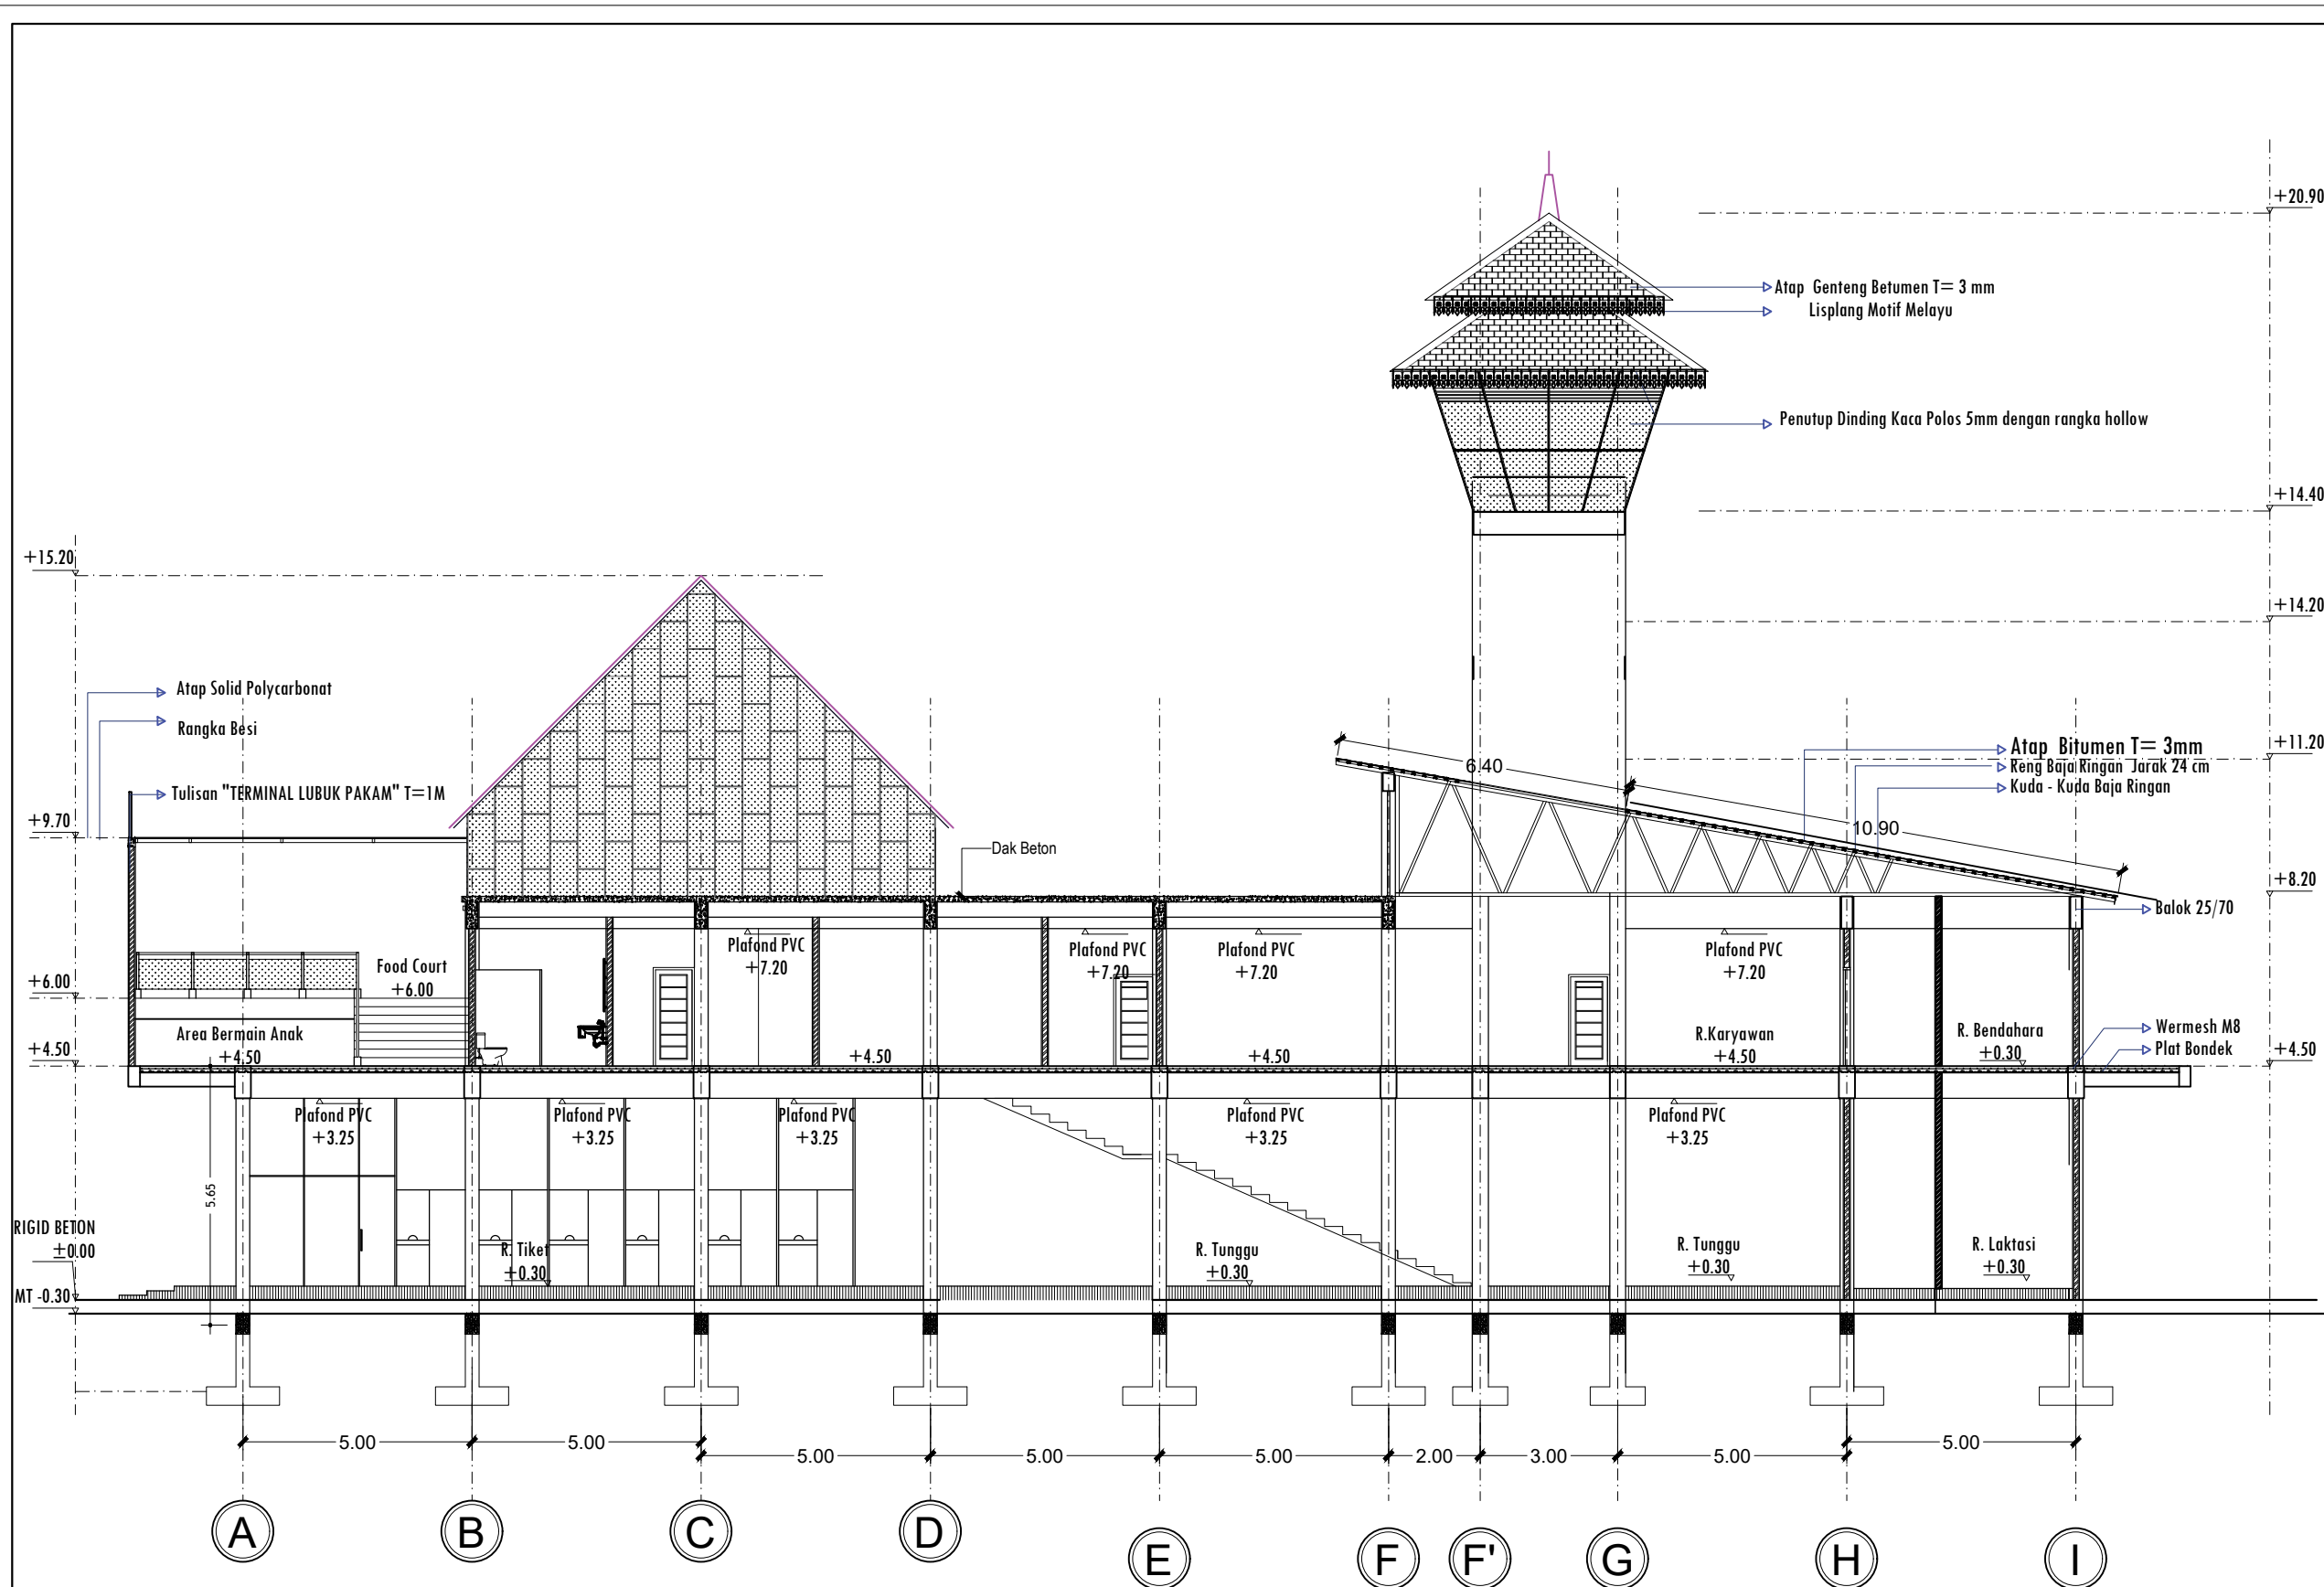 +20.90
Atap Genteng Betumen T= 3 mm
Lisplang Motif Melayu
Penutup Dinding Kaca Polos 5mm dengan rangka hollow
+14.40
+15.20
+14.20
Atap Solid Polycarbonat
Rangka Besi
6.40
Atap Bitumen T= 3mm
+11.20
Reng Baja Ringan Jarak 24 cm
Kuda - Kuda Baja Ringan
Tulisan "TERMINAL LUBUK PAKAM" T=1M
+9.70
10.90
Dak Beton
+8.20
Balok 25/70
Plafond PVC
+7.20
Plafond PVC
+7.20
Plafond PVC
+7.20
Plafond PVC
+7.20
Food Court
+6.00
+6.00
Area Bermain Anak
+4.50
+4.50
+4.50
+4.50
R.Karyawan
+4.50
R. Bendahara
+0.30
Wermesh M8
Plat Bondek
+4.50
Plafond PVC
+3.25
Plafond PVC
+3.25
Plafond PVC
+3.25
Plafond PVC
+3.25
Plafond PVC
+3.25
5.65
RIGID BETON
±0.00
R. Tiket
+0.30
R. Tunggu
+0.30
R. Tunggu
+0.30
R. Laktasi
+0.30
MT -0.30
5.00
5.00
5.00
5.00
5.00
2.00
3.00
5.00
5.00
A
B
C
D
E
F
F'
G
H
I